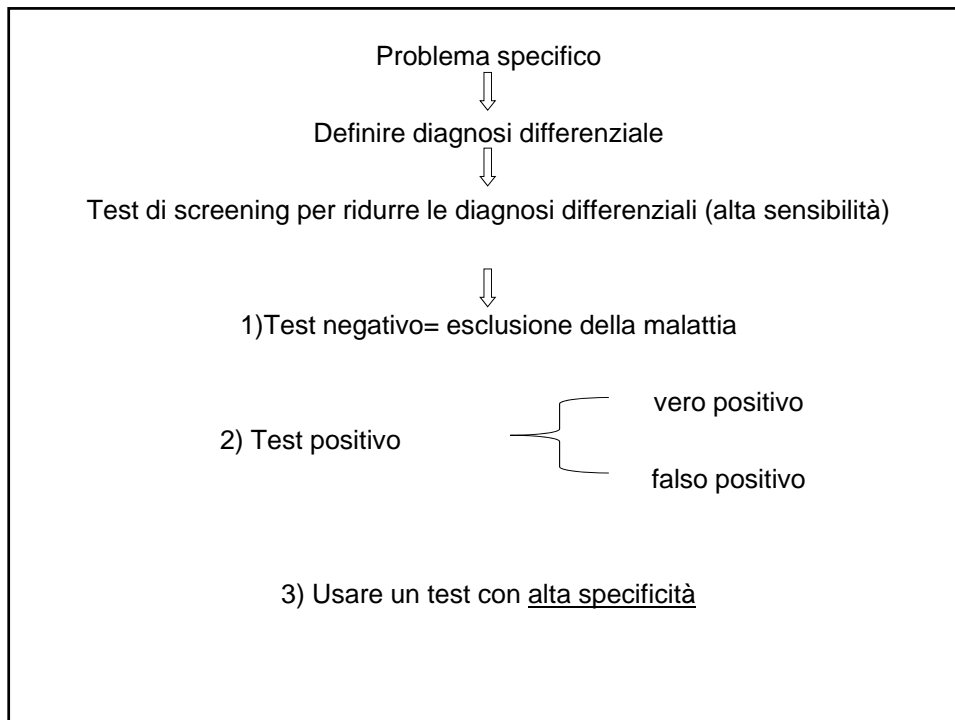 Problema specifico
Definire diagnosi differenziale
Test di screening per ridurre le diagnosi differenziali (alta sensibilità)
1)Test negativo= esclusione della malattia
vero positivo
2) Test positivo
falso positivo
3) Usare un test con alta specificità